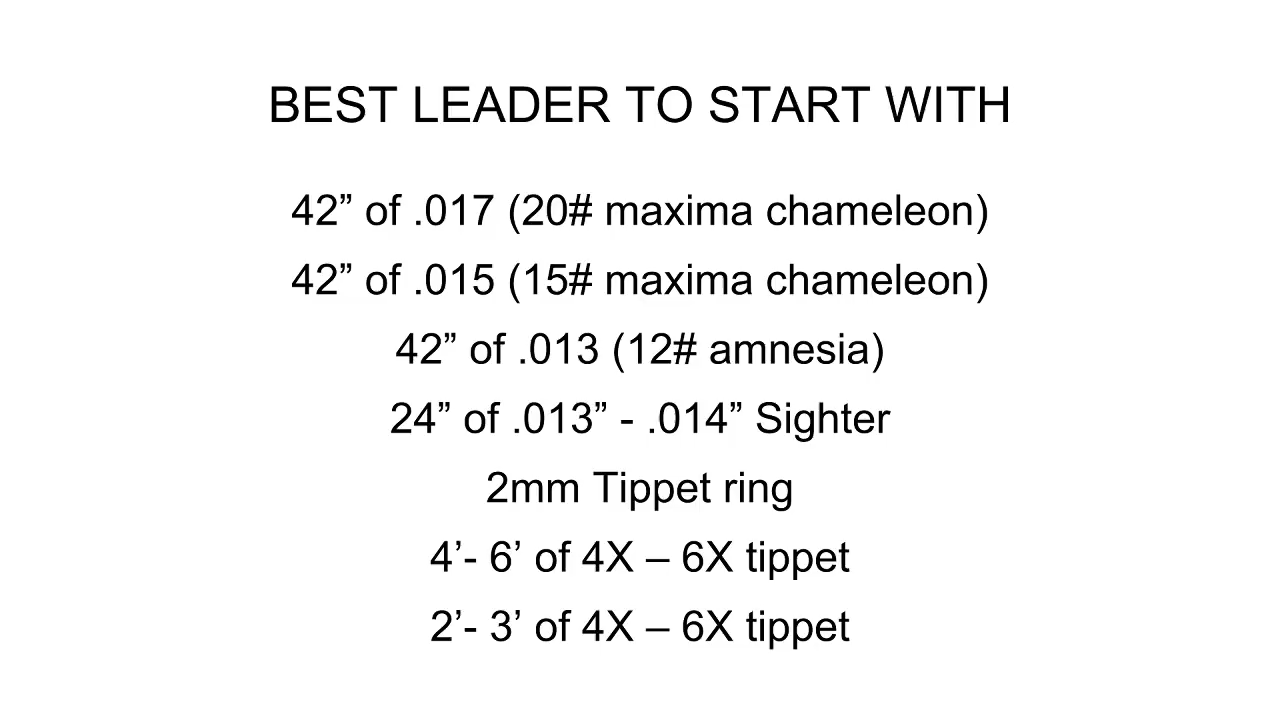 BEST LEADER TO START WITH
42” of .017 (20# maxima chameleon)
42” of .015 (15# maxima chameleon)
42” of .013 (12# amnesia)
24” of .013” - .014” Sighter
2mm Tippet ring
4’- 6’ of 4X – 6X tippet
2’- 3’ of 4X – 6X tippet